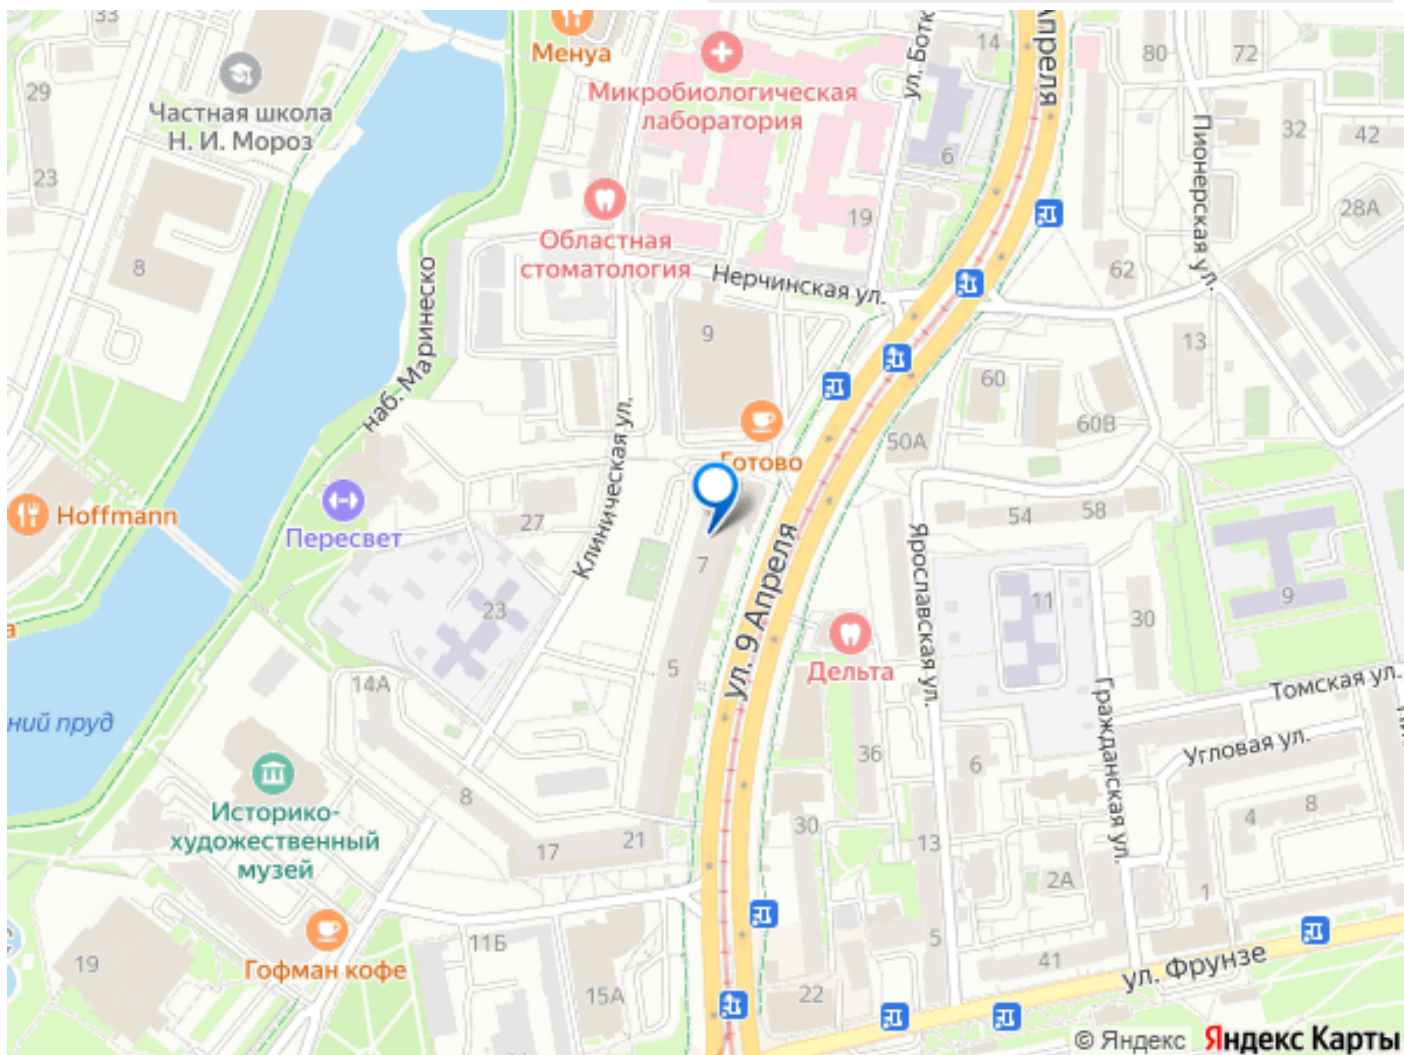 33
Менуа
14
80
72
Апреля
ул. Ботк
29
Частная школа
Н. И. Мороз
Микробиологическая
лаборатория
6
Пионерская ул.
32
42
23
19
28А
Областная
стоматология
8
Нерчинская ул.
62
наб. Маринеско
9
13
60
60В
50А
Готово
Клиническая ул.
Hoffmann
Пересвет
27
54
58
7
ул. 9 Апреля
Ярославская ул.
23
11
9
30
а
5
Дельта
14А
Гражданская ул.
Томская ул.
ний пруд
36
6
Угловая ул.
8
Историко-
художественный
музей
17
21
30
13
4
8
2А
1
11Б
5
41
ул. Фрунзе
19
Гофман кофе
15А
22
© Яндекс Яндекс Карты